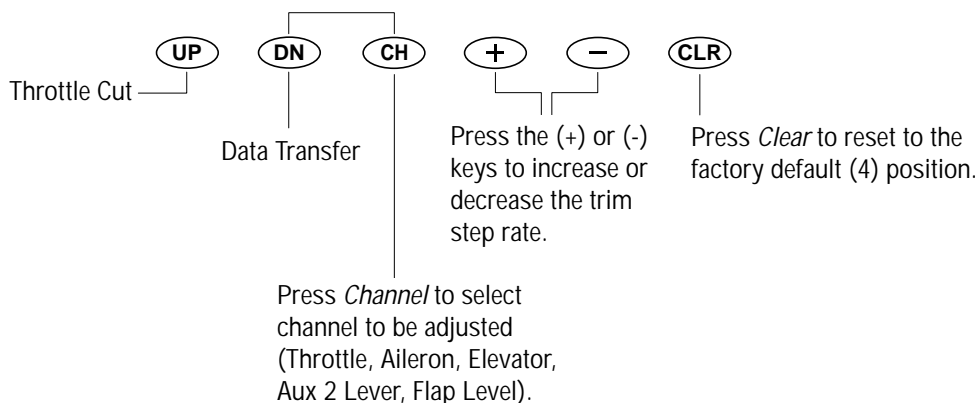 UP DN CH + − CLR
Throttle Cut
Data Transfer
Press the (+) or (-)
keys to increase or
decrease the trim
step rate.
Press Clear to reset to the
factory default (4) position.
Press Channel to select
channel to be adjusted
(Throttle, Aileron, Elevator,
Aux 2 Lever, Flap Level).